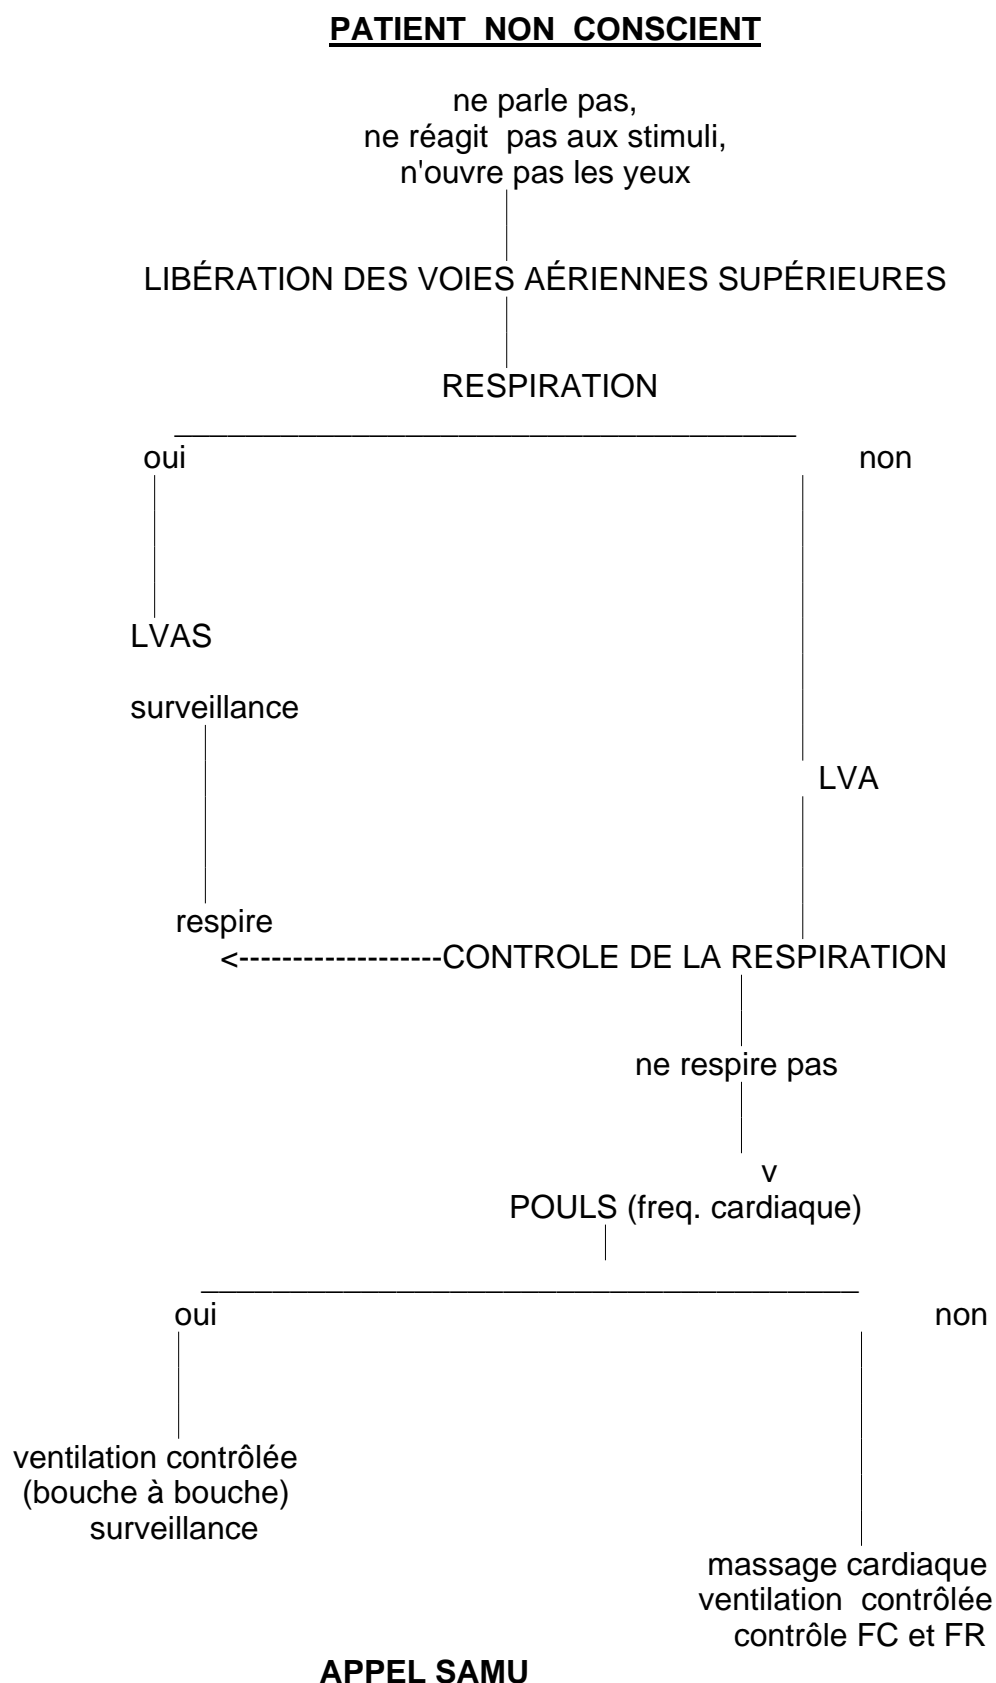 PATIENT NON CONSCIENT
ne parle pas,
ne réagit pas aux stimuli,
n'ouvre pas les yeux
LIBÉRATION DES VOIES AÉRIENNES SUPÉRIEURES
RESPIRATION
oui non
LVAS
surveillance
LVA
respire
<-------------------CONTROLE DE LA RESPIRATION
ne respire pas
v
POULS (freq. cardiaque)
oui non
ventilation contrôlée
(bouche à bouche)
surveillance
massage cardiaque
ventilation contrôlée
contrôle FC et FR
APPEL SAMU